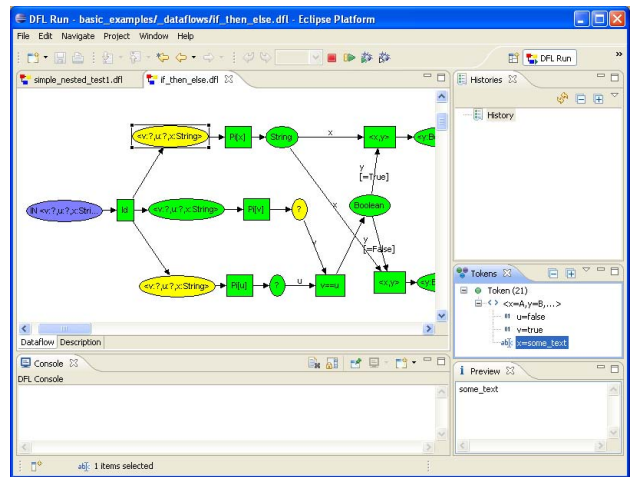 DFL Run - basic_examples/_dataflows/if_then_else.dfl - Eclipse Platform
File Edit Navigate Project Window Help
DFL Run
simple_nested_test1.dfl
if_then_else.dfl
<v:?,u:?,x:String>
Pi[x]
String
x
<x,y>
<y:B
y
[=True]
IN <v:?,u:?,x:Stri...
id
<v:?,u:?,x:String>
Pi[v]
?
x
Boolean
v
y
[=False]
<v:?,u:?,x:String>
Pi[u]
?
u
v==u
<x,y>
<y:B
Dataflow Description
Console
DFL Console
Histories
History
Tokens
Token (21)
<x=A,y=B,...>
u=false
v=true
x=some_text
Preview
some_text
1 items selected